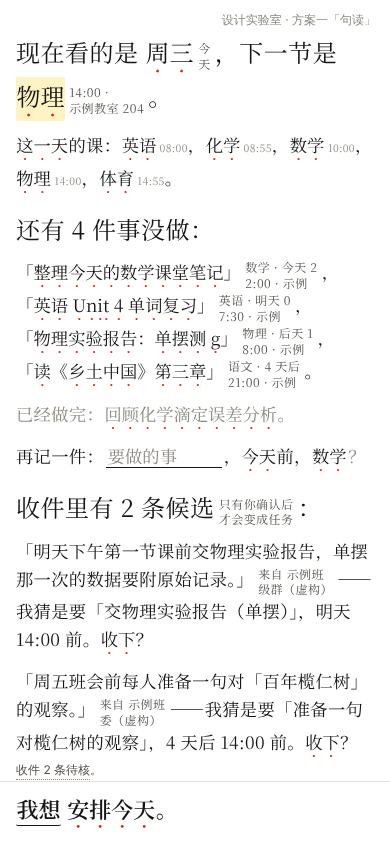 设计实验室 · 方案一「句读」
现在看的是 周三 今天，下一节是
物理 14:00 · 示例教室 204 。
这一天的课：英语 08:00，化学 08:55，数学 10:00，
物理 14:00，体育 14:55。
还有 4 件事没做：
「整理今天的数学课堂笔记」 数学 · 今天 22:00 · 示例 ，
「英语 Unit 4 单词复习」 英语 · 明天 07:30 · 示例 ，
「物理实验报告：单摆测 g」 物理 · 后天 18:00 · 示例 ，
「读《乡土中国》第三章」 语文 · 4 天后 21:00 · 示例 。
已经做完：回顾化学滴定误差分析。
再记一件：要做的事 ，今天前，数学?
收件里有 2 条候选 只有你确认后才会变成任务 ：
「明天下午第一节课前交物理实验报告，单摆
那一次的数据要附原始记录。」 来自 示例班级群（虚构） ——
我猜是要「交物理实验报告（单摆）」，明天
14:00 前。收下?
「周五班会前每人准备一句对「百年榄仁树」
的观察。」 来自 示例班委（虚构） ——我猜是要「准备一句
对榄仁树的观察」，4 天后 14:00 前。收下?
收件 2 条待核。
我想 安排今天。